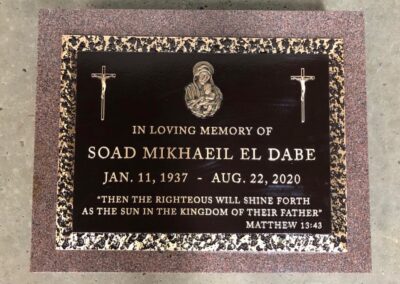 IN LOVING MEMORY OF
SOAD MIKHAEIL EL DABE
JAN. 11, 1937 - AUG. 22, 2020
"THEN THE RIGHTEOUS WILL SHINE FORTH
AS THE SUN IN THE KINGDOM OF THEIR FATHER"
MATTHEW 13:43